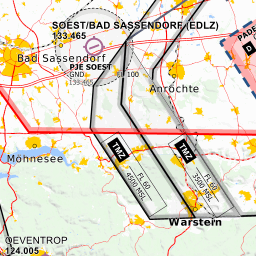 SOEST/BAD SASSENDORF (EDLZ)
133.465
Bad Sassendorf
PJE SOEST
GND
FL 100
133.465
PADE
D
Anröchte
TMZ
TMZ
Möhnesee
FL 60
4500 MSL
FL 60
3500 MSL
Warstein
OEVENTROP
124.005